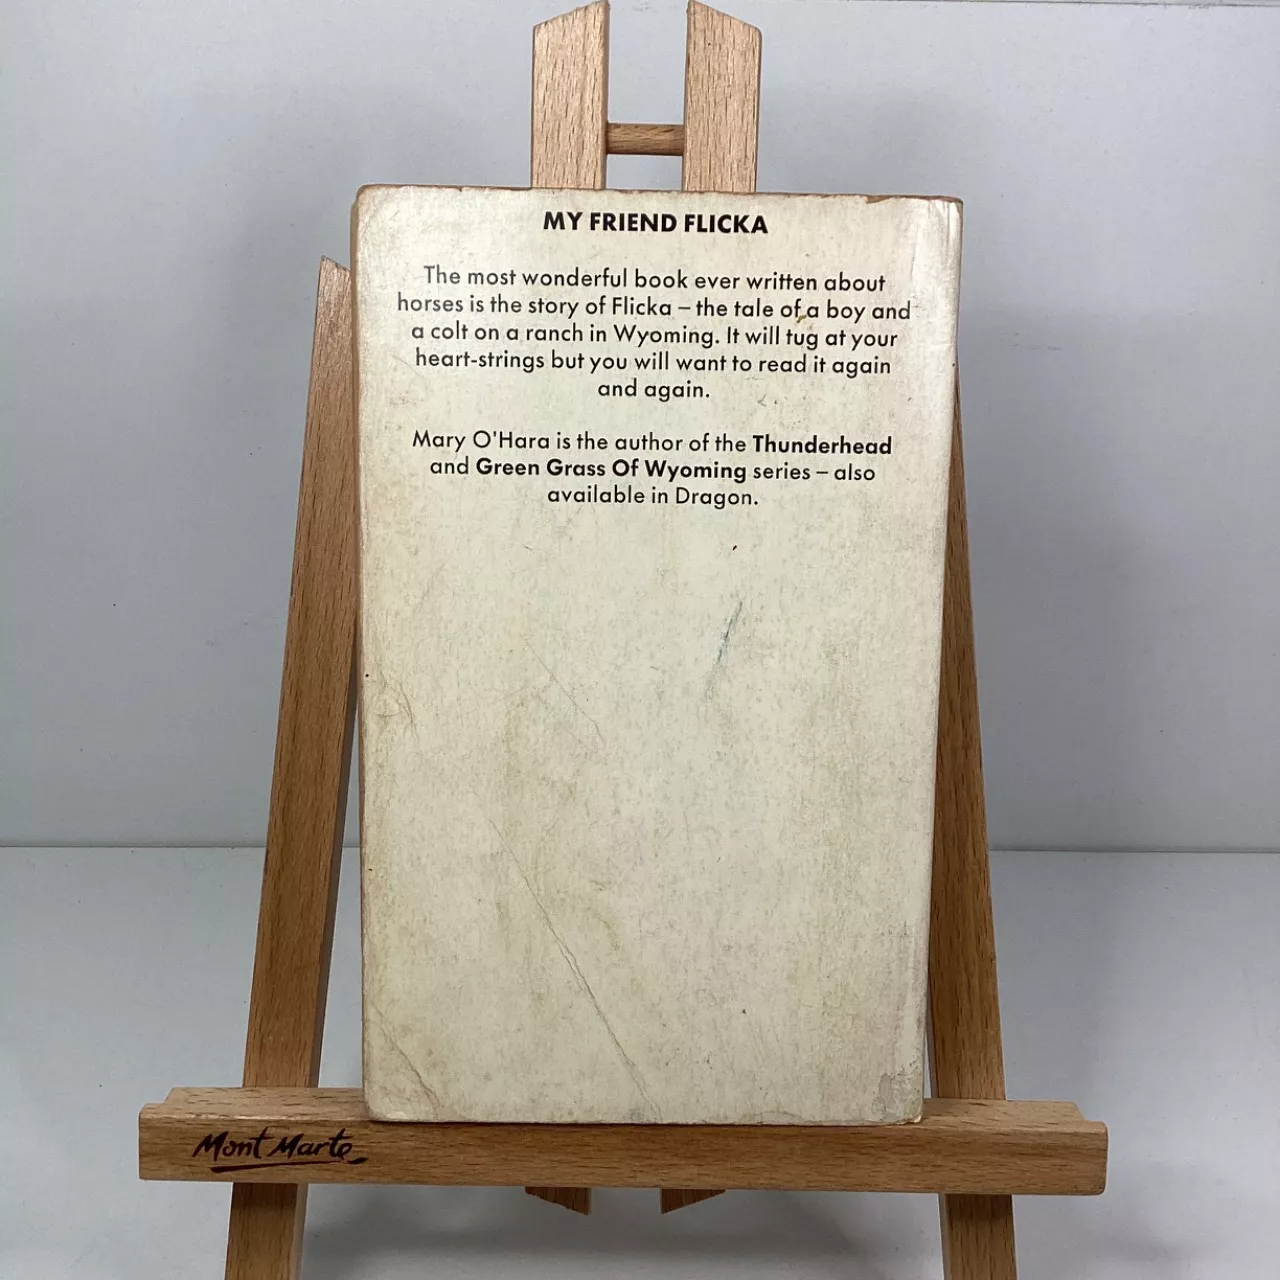 MY FRIEND FLICKA
The most wonderful book ever written about
horses is the story of Flicka – the tale of a boy and
a colt on a ranch in Wyoming. It will tug at your
heart-strings but you will want to read it again
and again.
Mary O'Hara is the author of the Thunderhead
and Green Grass Of Wyoming series – also
available in Dragon.
Mont Marte